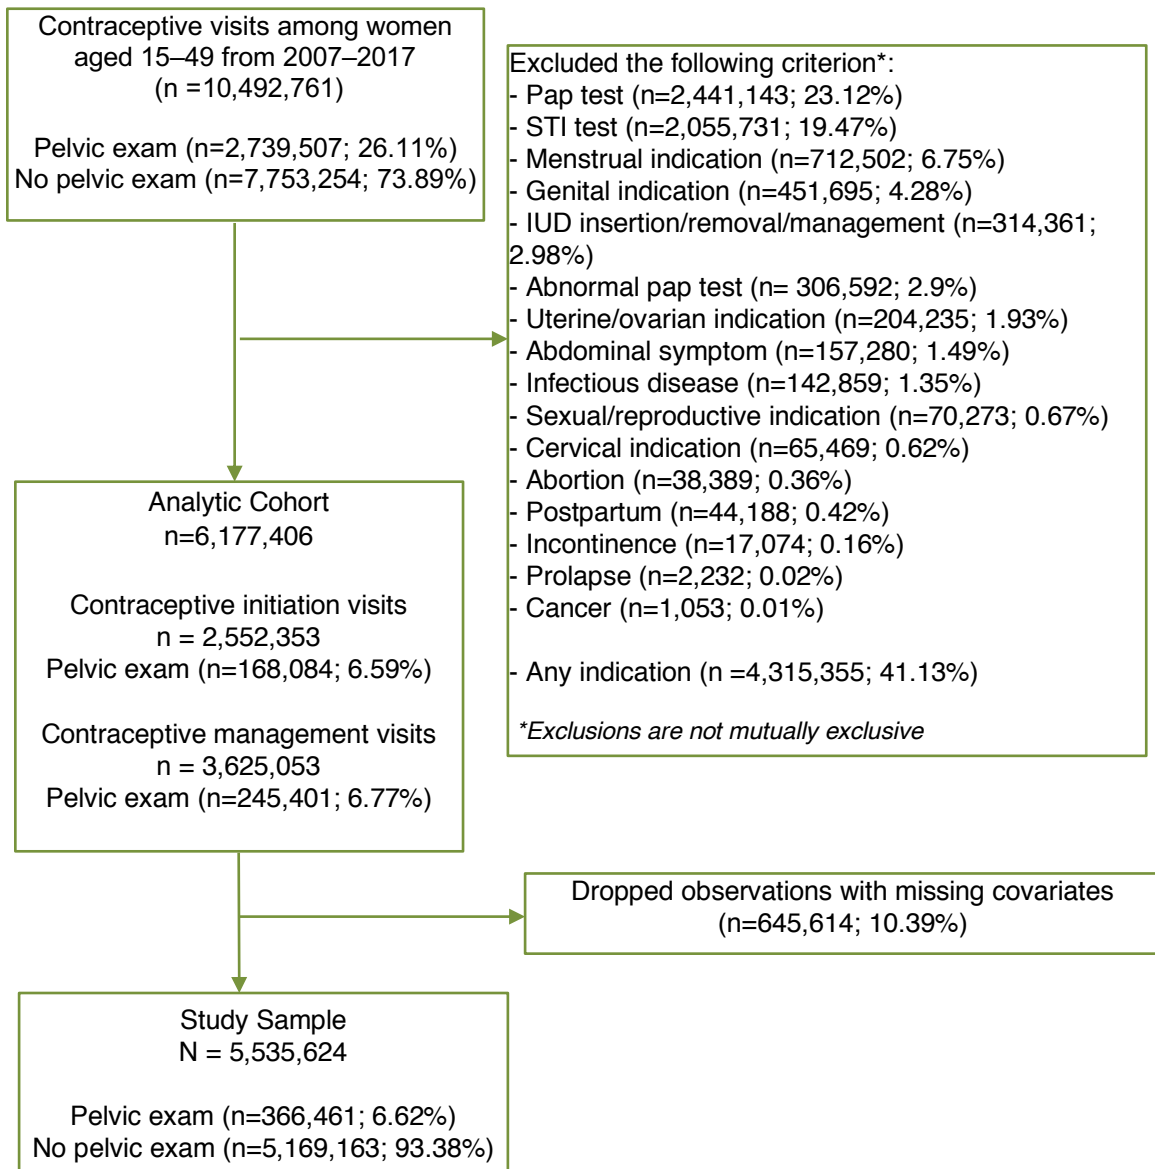 Contraceptive visits among women
aged 15–49 from 2007–2017
(n =10,492,761)
Pelvic exam (n=2,739,507; 26.11%)
No pelvic exam (n=7,753,254; 73.89%)
Excluded the following criterion*:
- Pap test (n=2,441,143; 23.12%)
- STI test (n=2,055,731; 19.47%)
- Menstrual indication (n=712,502; 6.75%)
- Genital indication (n=451,695; 4.28%)
- IUD insertion/removal/management (n=314,361;
2.98%)
- Abnormal pap test (n= 306,592; 2.9%)
- Uterine/ovarian indication (n=204,235; 1.93%)
- Abdominal symptom (n=157,280; 1.49%)
- Infectious disease (n=142,859; 1.35%)
- Sexual/reproductive indication (n=70,273; 0.67%)
- Cervical indication (n=65,469; 0.62%)
- Abortion (n=38,389; 0.36%)
- Postpartum (n=44,188; 0.42%)
- Incontinence (n=17,074; 0.16%)
- Prolapse (n=2,232; 0.02%)
- Cancer (n=1,053; 0.01%)
- Any indication (n =4,315,355; 41.13%)
*Exclusions are not mutually exclusive
Analytic Cohort
n=6,177,406
Contraceptive initiation visits
n = 2,552,353
Pelvic exam (n=168,084; 6.59%)
Contraceptive management visits
n = 3,625,053
Pelvic exam (n=245,401; 6.77%)
Dropped observations with missing covariates
(n=645,614; 10.39%)
Study Sample
N = 5,535,624
Pelvic exam (n=366,461; 6.62%)
No pelvic exam (n=5,169,163; 93.38%)